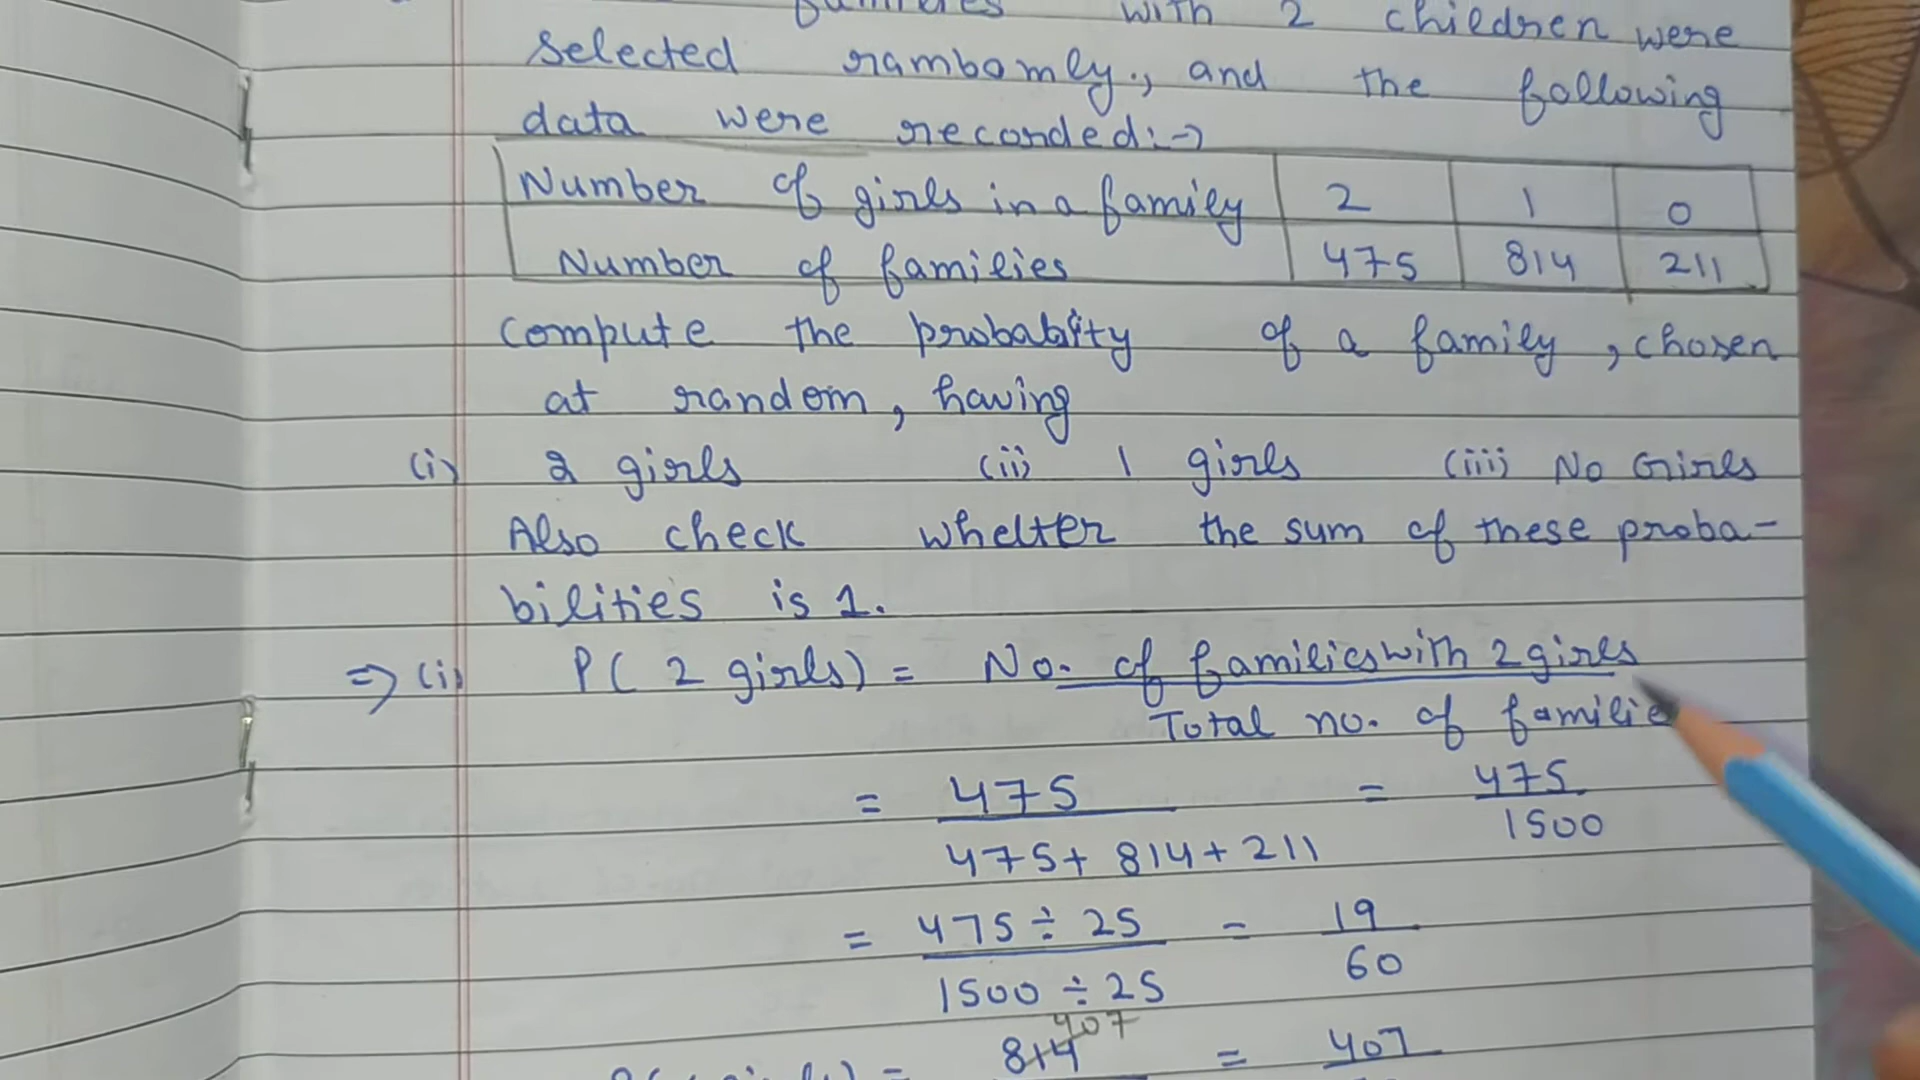 families with 2 children were
selected rambomly., and the following
data were recorded:→
Number of girls in a family 2 1 0
Number of families 475 814 211
compute the probability of a family, chosen
at random, having
(i) 2 girls (ii) 1 girls (iii) No Girls
Also check whelter the sum of these proba-
bilities is 1.
⇒ (i) P( 2 girls) = No. of families with 2 girls
Total no. of familie
= 475 = 475
475+ 814+ 211 1500
= 475 ÷ 25 - 19
1500 ÷ 25 60
407
814 = 407